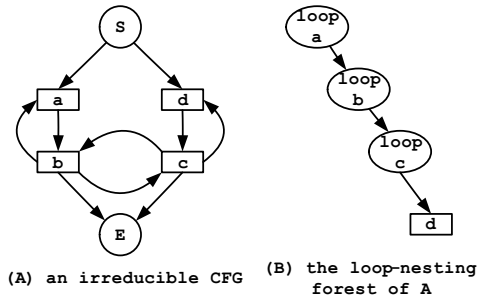 S
a
d
b
c
E
(A) an irreducible CFG
loop
a
loop
b
loop
c
d
(B) the loop-nesting
forest of A